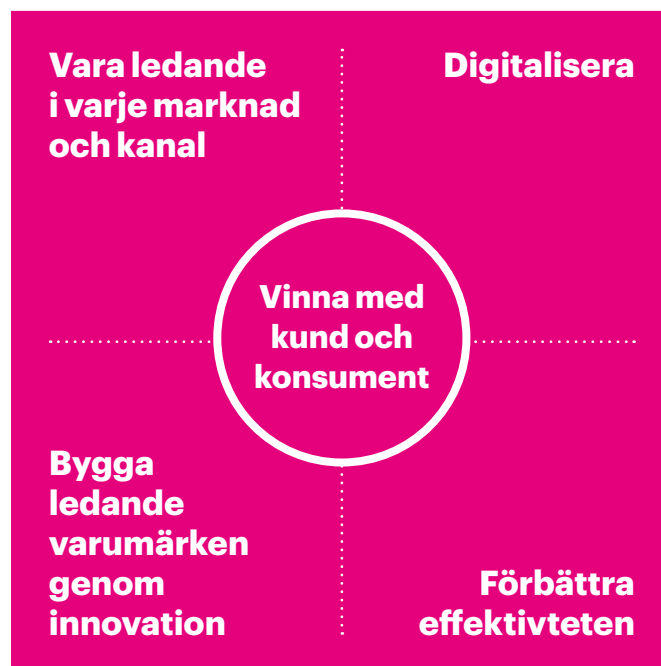 Vara ledande
i varje marknad
och kanal
Digitalisera
Vinna med
kund och
konsument
Bygga
ledande
varumärken
genom
innovation
Förbättra
effektivteten